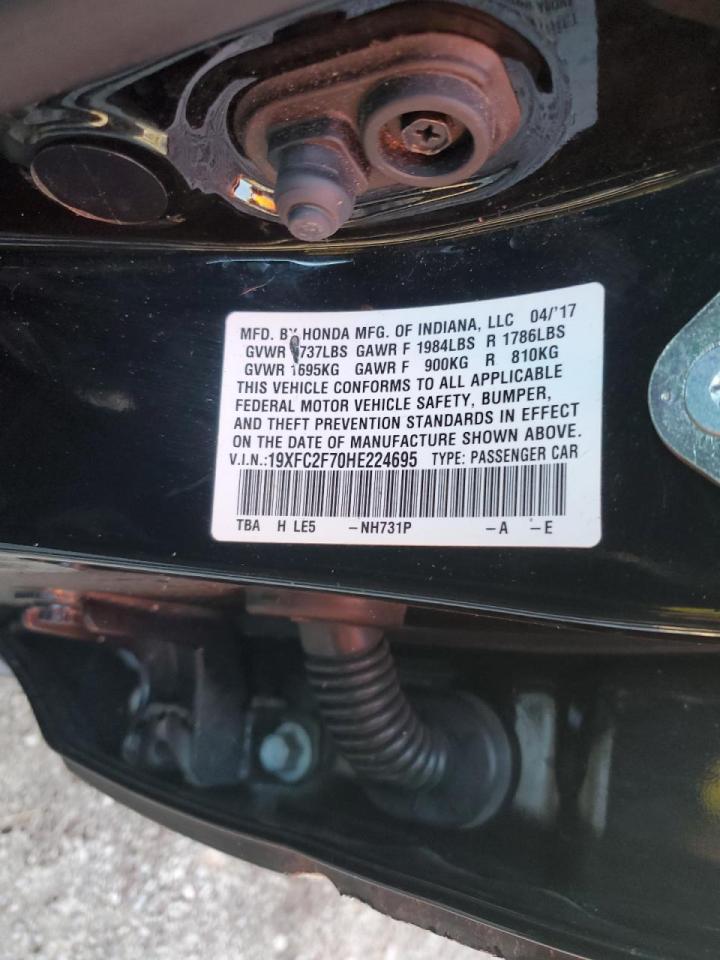 MFD. BY HONDA MFG. OF INDIANA, LLC 04/'17
GVWR 3737LBS GAWR F 1984LBS R 1786LBS
GVWR 1695KG GAWR F 900KG R 810KG
THIS VEHICLE CONFORMS TO ALL APPLICABLE
FEDERAL MOTOR VEHICLE SAFETY, BUMPER,
AND THEFT PREVENTION STANDARDS IN EFFECT
ON THE DATE OF MANUFACTURE SHOWN ABOVE.
V.I.N.:19XFC2F70HE224695 TYPE: PASSENGER CAR
TBA H LE5 -NH731P -A -E